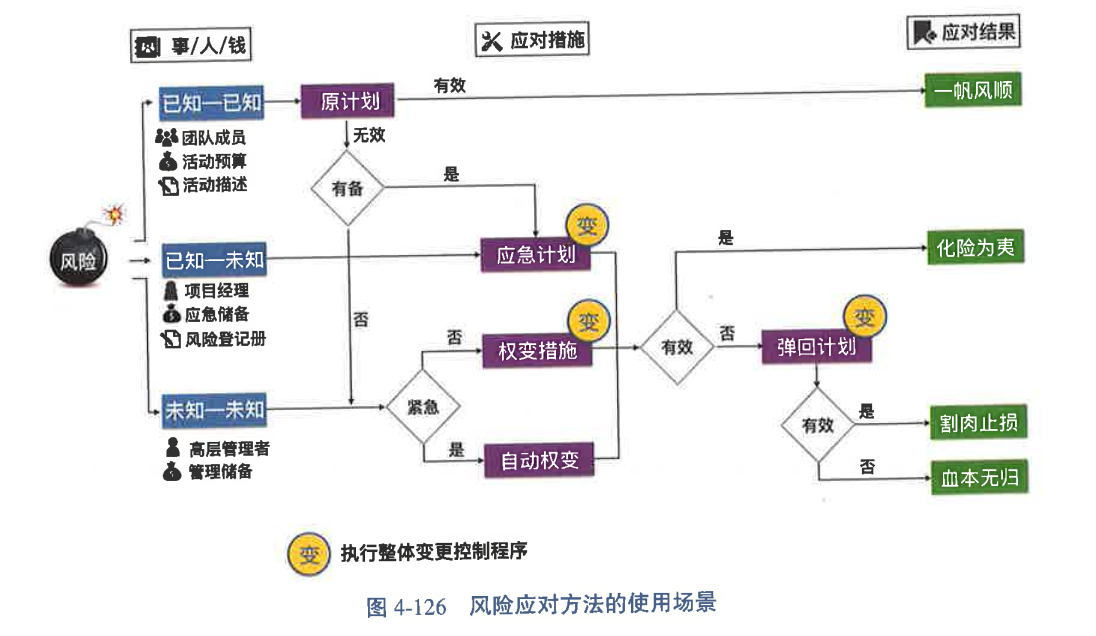 事/人/钱
应对措施
应对结果
已知—已知
原计划
有效
一帆风顺
团队成员
活动预算
活动描述
无效
有备
是
风险
已知—未知
应急计划
变
是
化险为夷
项目经理
应急储备
风险登记册
否
否
权变措施
变
有效
否
弹回计划
变
未知—未知
紧急
有效
是
割肉止损
高层管理者
管理储备
是
自动权变
否
血本无归
变
执行整体变更控制程序
图 4-126 风险应对方法的使用场景